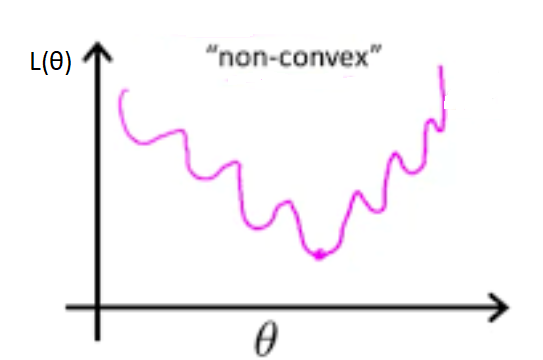 “non-convex”
L(θ)
θ